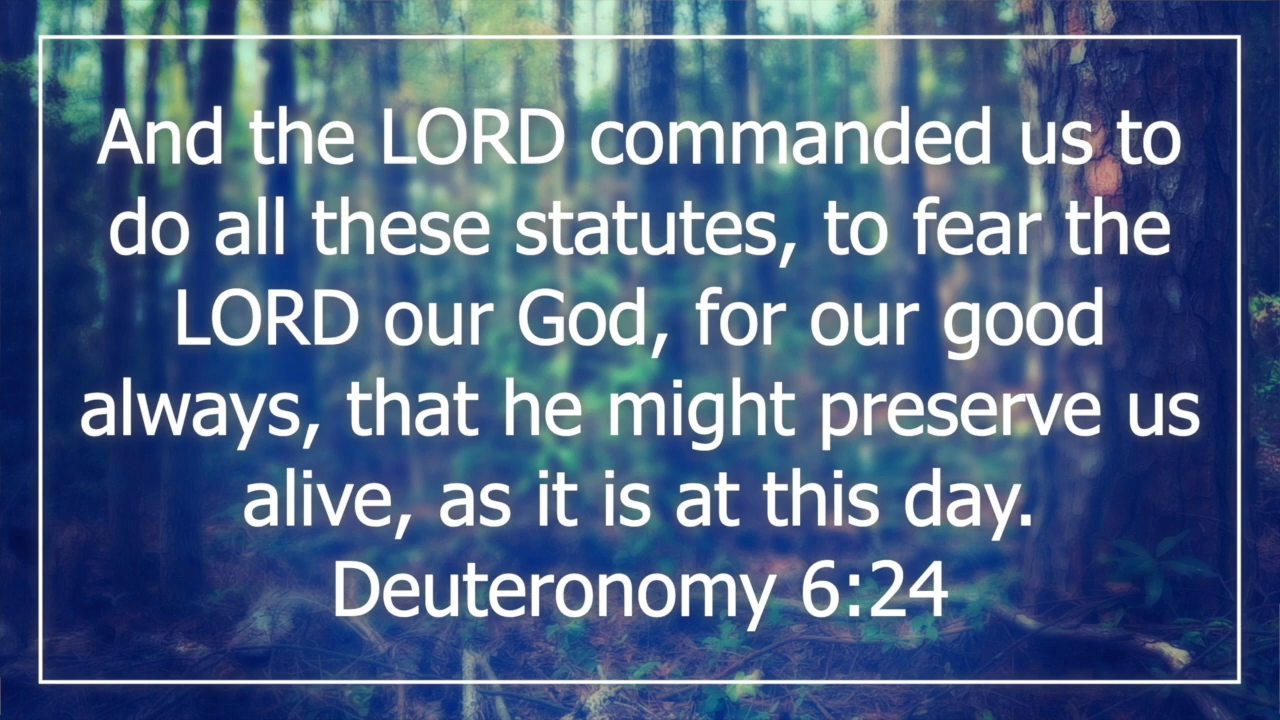 And the LORD commanded us to
do all these statutes, to fear the
LORD our God, for our good
always, that he might preserve us
alive, as it is at this day.
Deuteronomy 6:24